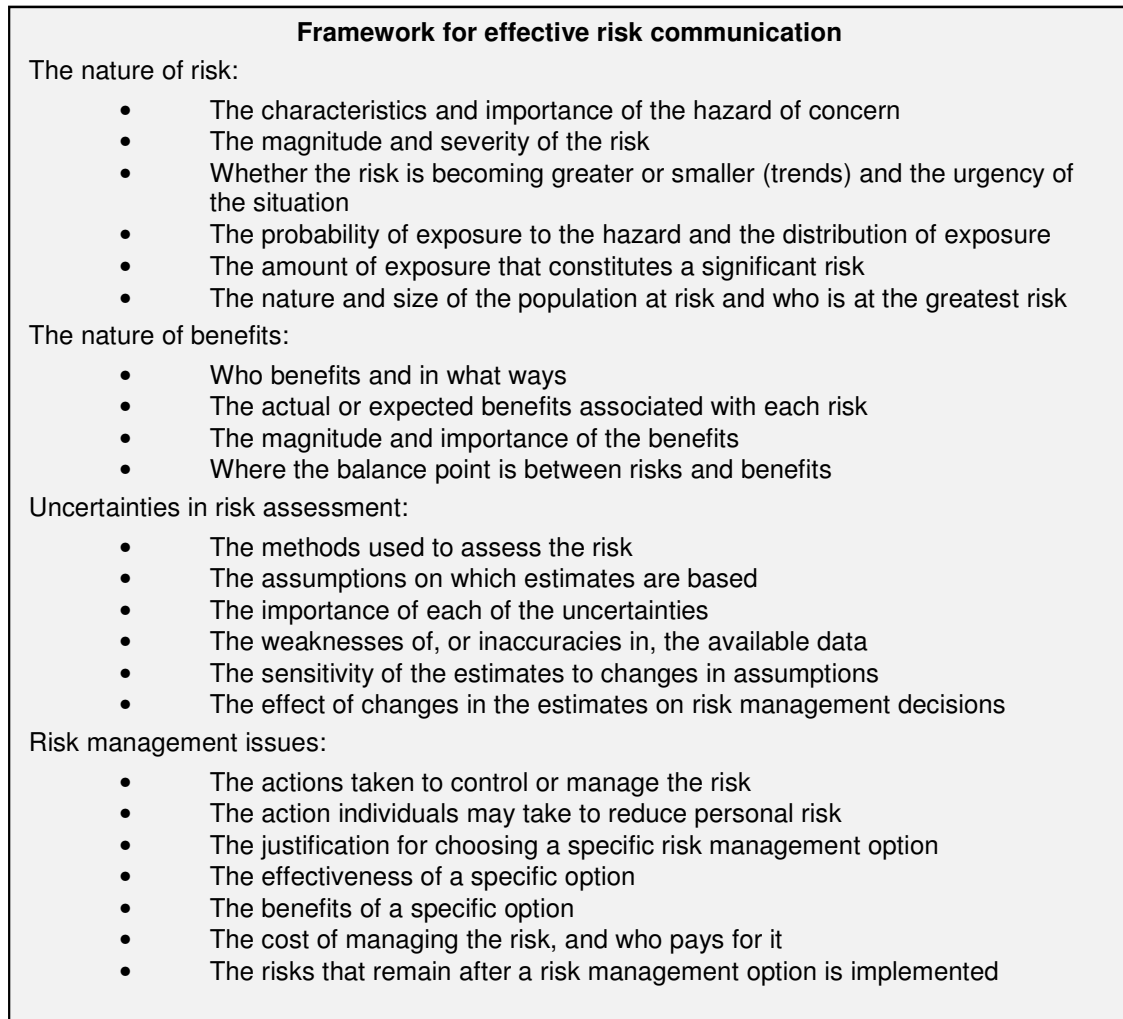 Framework for effective risk communication
The nature of risk:
• The characteristics and importance of the hazard of concern
• The magnitude and severity of the risk
• Whether the risk is becoming greater or smaller (trends) and the urgency of
the situation
• The probability of exposure to the hazard and the distribution of exposure
• The amount of exposure that constitutes a significant risk
• The nature and size of the population at risk and who is at the greatest risk
The nature of benefits:
• Who benefits and in what ways
• The actual or expected benefits associated with each risk
• The magnitude and importance of the benefits
• Where the balance point is between risks and benefits
Uncertainties in risk assessment:
• The methods used to assess the risk
• The assumptions on which estimates are based
• The importance of each of the uncertainties
• The weaknesses of, or inaccuracies in, the available data
• The sensitivity of the estimates to changes in assumptions
• The effect of changes in the estimates on risk management decisions
Risk management issues:
• The actions taken to control or manage the risk
• The action individuals may take to reduce personal risk
• The justification for choosing a specific risk management option
• The effectiveness of a specific option
• The benefits of a specific option
• The cost of managing the risk, and who pays for it
• The risks that remain after a risk management option is implemented